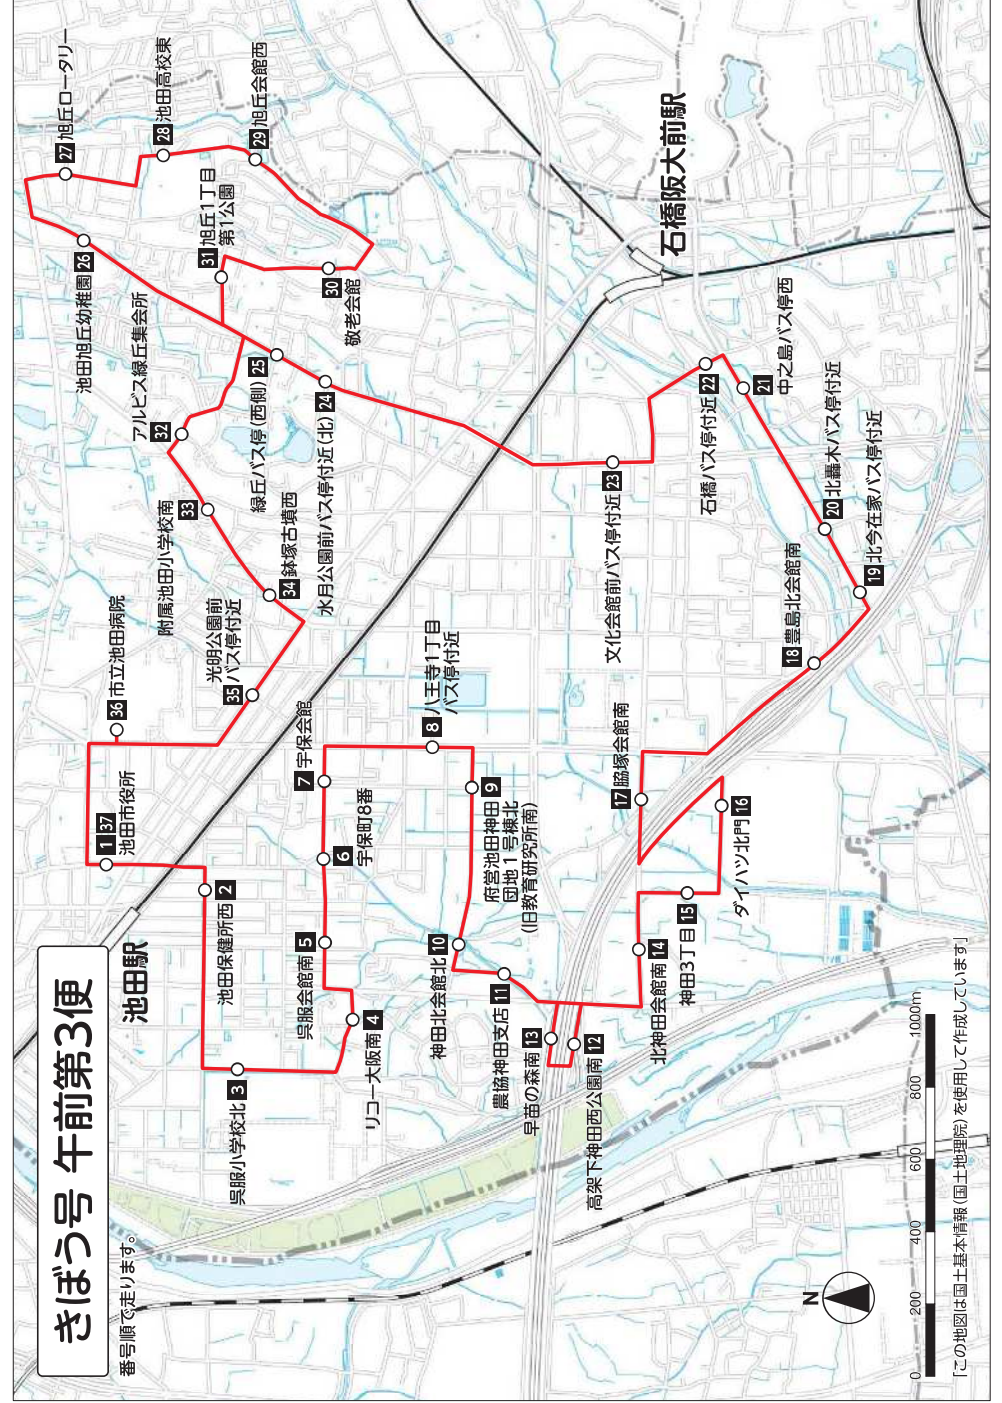 きぼう号 午前第3便
番号順で走ります。
池田駅
石橋阪大前駅
1 37
池田市役所
2
池田保健所西
呉服小学校北 3
リコー大阪南 4
呉服会館南 5
6
宇保町8番
7 宇保会館
8 八王寺1丁目
バス停付近
9
府営池田神田
団地1号棟北
(旧教育研究所南)
神田北会館北 10
11
農協神田支店
高架下神田西公園南 12
早苗の森南 13
北神田会館南 14
神田3丁目 15
16
ダイハツ北門
17 脇塚会館南
18 豊島北会館南
19 北今在家バス停付近
20 北轟木バス停付近
21
中之島バス停西
石橋バス停付近 22
文化会館前バス停付近 23
水月公園前バス停付近(北) 24
緑丘バス停(西側) 25
池田旭丘幼稚園 26
27 旭丘ロータリー
28 池田高校東
29 旭丘会館西
30
敬老会館
31 旭丘1丁目
第1公園
アルビス緑丘集会所
32
附属池田小学校南 33
34 鉢塚古墳西
光明公園前
バス停付近
35
36 市立池田病院
N
0 200 400 600 800 1000m
「この地図は国土基本情報(国土地理院)を使用して作成しています」